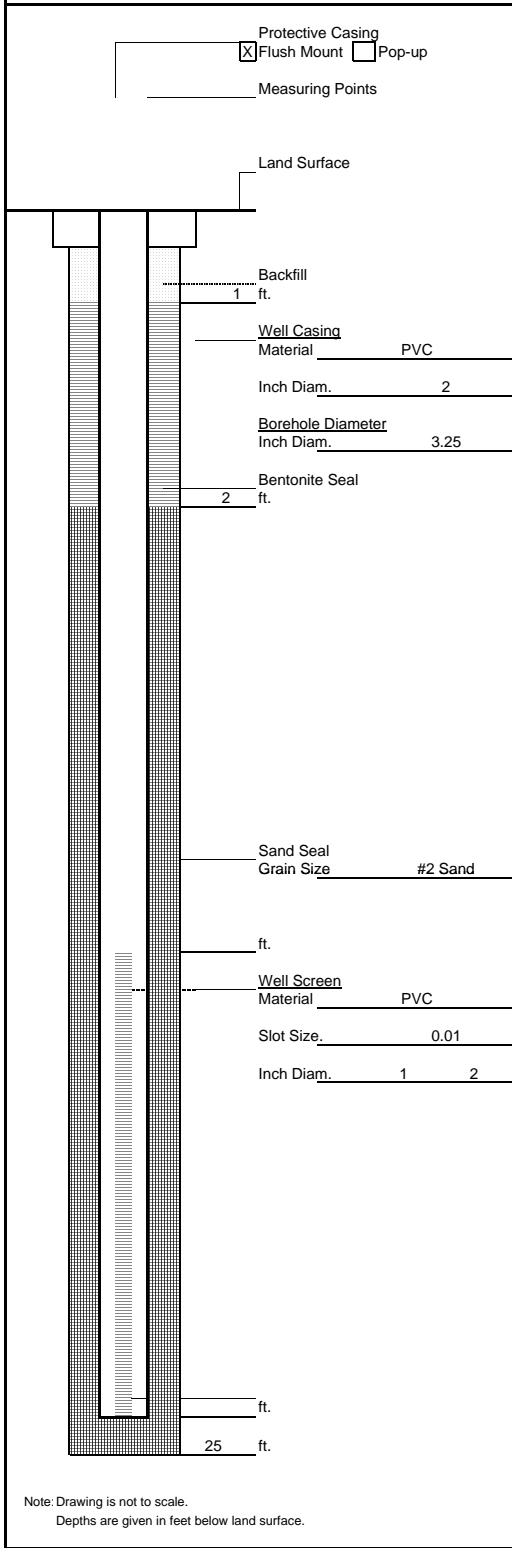 Protective Casing
X Flush Mount Pop-up
Measuring Points
Land Surface
Backfill
1 ft.
Well Casing
Material PVC
Inch Diam. 2
Borehole Diameter
Inch Diam. 3.25
Bentonite Seal
2 ft.
Sand Seal
Grain Size #2 Sand
ft.
Well Screen
Material PVC
Slot Size. 0.01
Inch Diam. 1 2
ft.
25 ft.
Note: Drawing is not to scale.
Depths are given in feet below land surface.